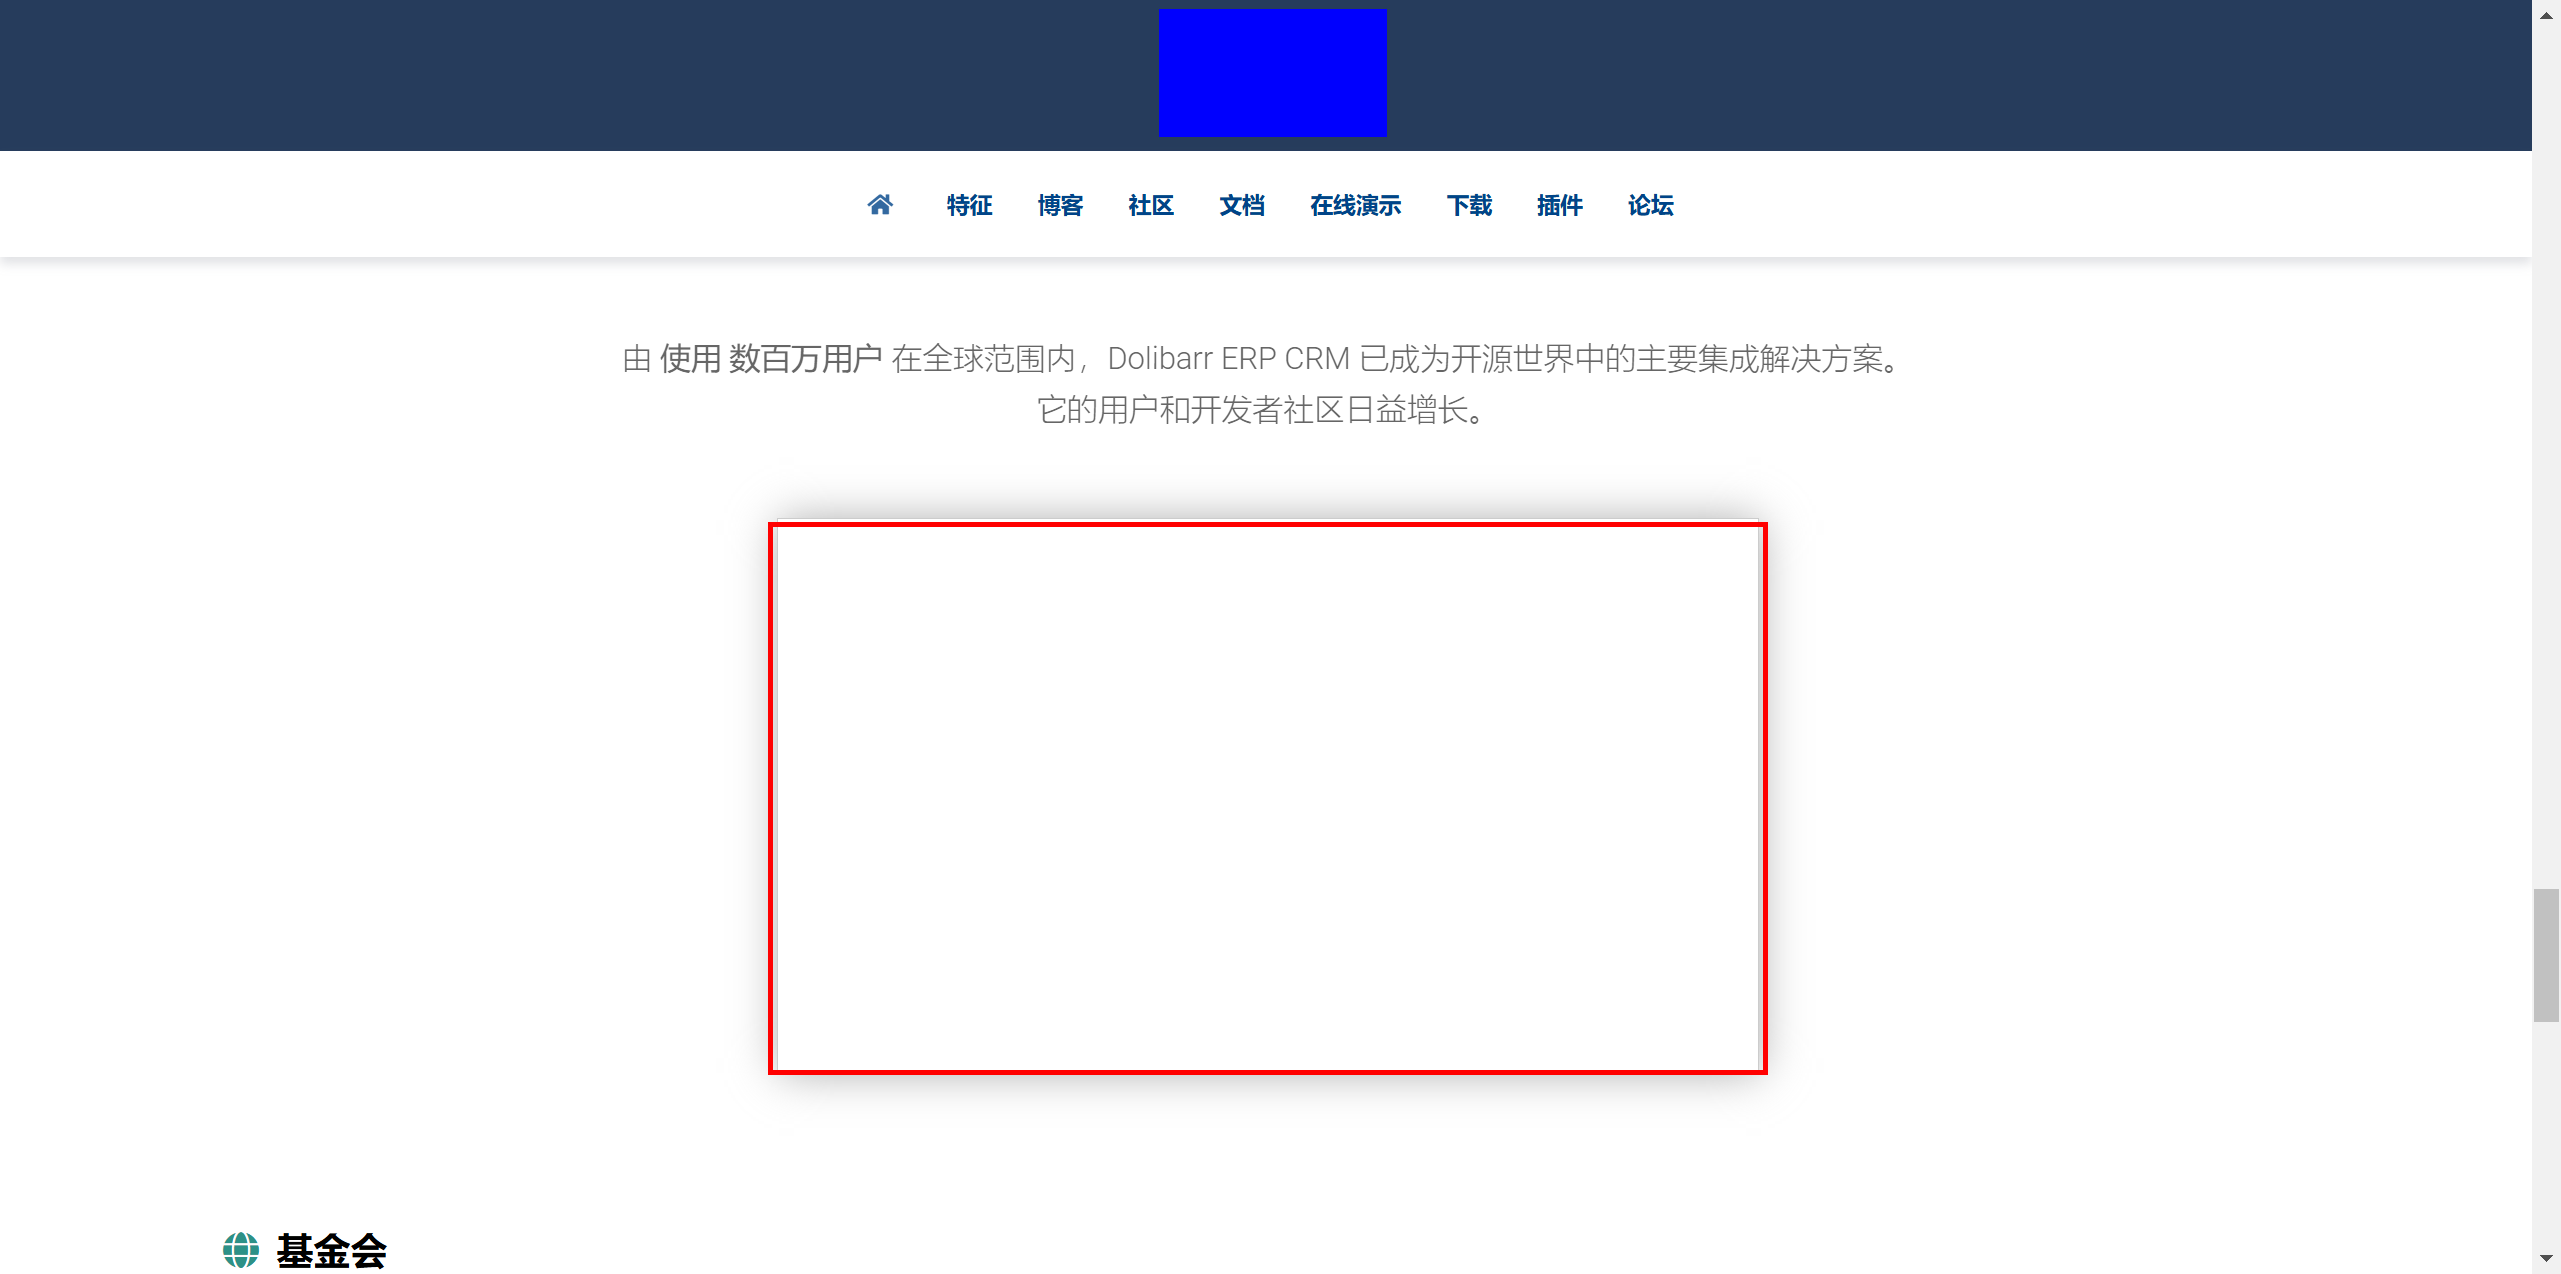 特征 博客 社区 文档 在线演示 下载 插件 论坛
由 使用 数百万用户 在全球范围内，Dolibarr ERP CRM 已成为开源世界中的主要集成解决方案。
它的用户和开发者社区日益增长。
基金会